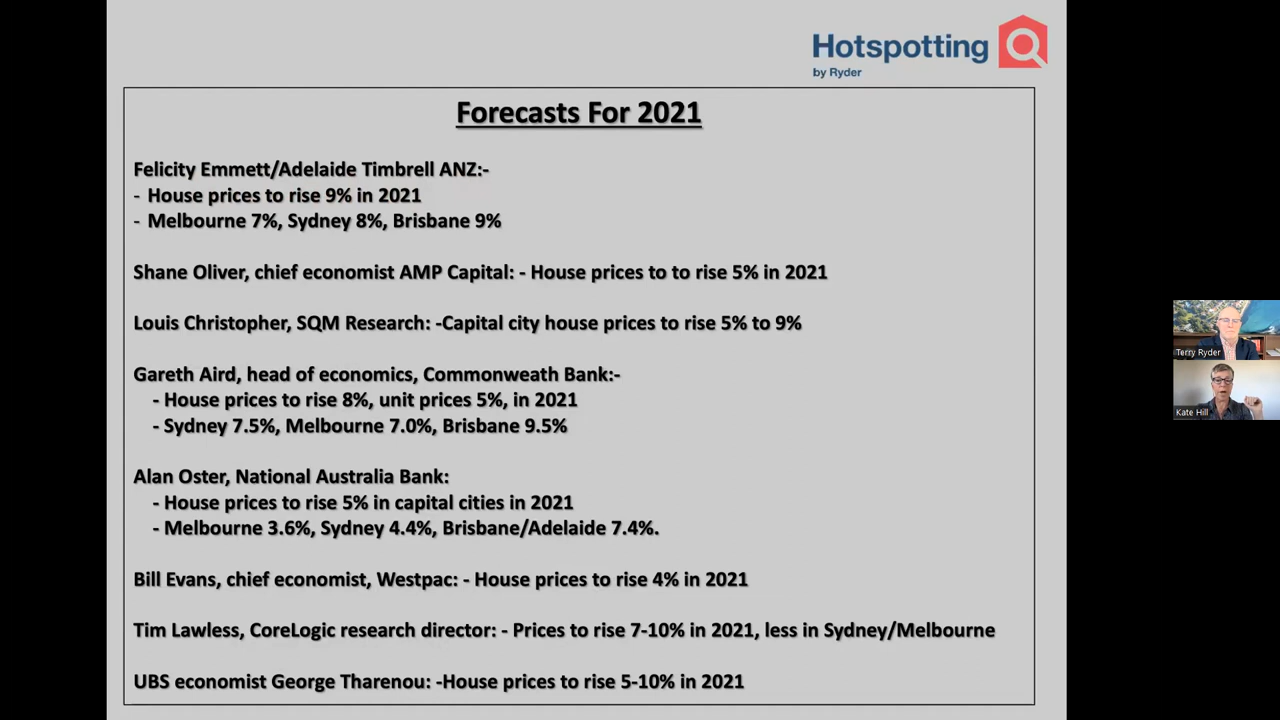 Hotspotting
by Ryder
Forecasts For 2021
Felicity Emmett/Adelaide Timbrell ANZ:-
- House prices to rise 9% in 2021
- Melbourne 7%, Sydney 8%, Brisbane 9%
Shane Oliver, chief economist AMP Capital: - House prices to to rise 5% in 2021
Louis Christopher, SQM Research: -Capital city house prices to rise 5% to 9%
Gareth Aird, head of economics, Commonweath Bank:-
- House prices to rise 8%, unit prices 5%, in 2021
- Sydney 7.5%, Melbourne 7.0%, Brisbane 9.5%
Alan Oster, National Australia Bank:
- House prices to rise 5% in capital cities in 2021
- Melbourne 3.6%, Sydney 4.4%, Brisbane/Adelaide 7.4%.
Bill Evans, chief economist, Westpac: - House prices to rise 4% in 2021
Tim Lawless, CoreLogic research director: - Prices to rise 7-10% in 2021, less in Sydney/Melbourne
UBS economist George Tharenou: -House prices to rise 5-10% in 2021
Terry Ryder
Kate Hill